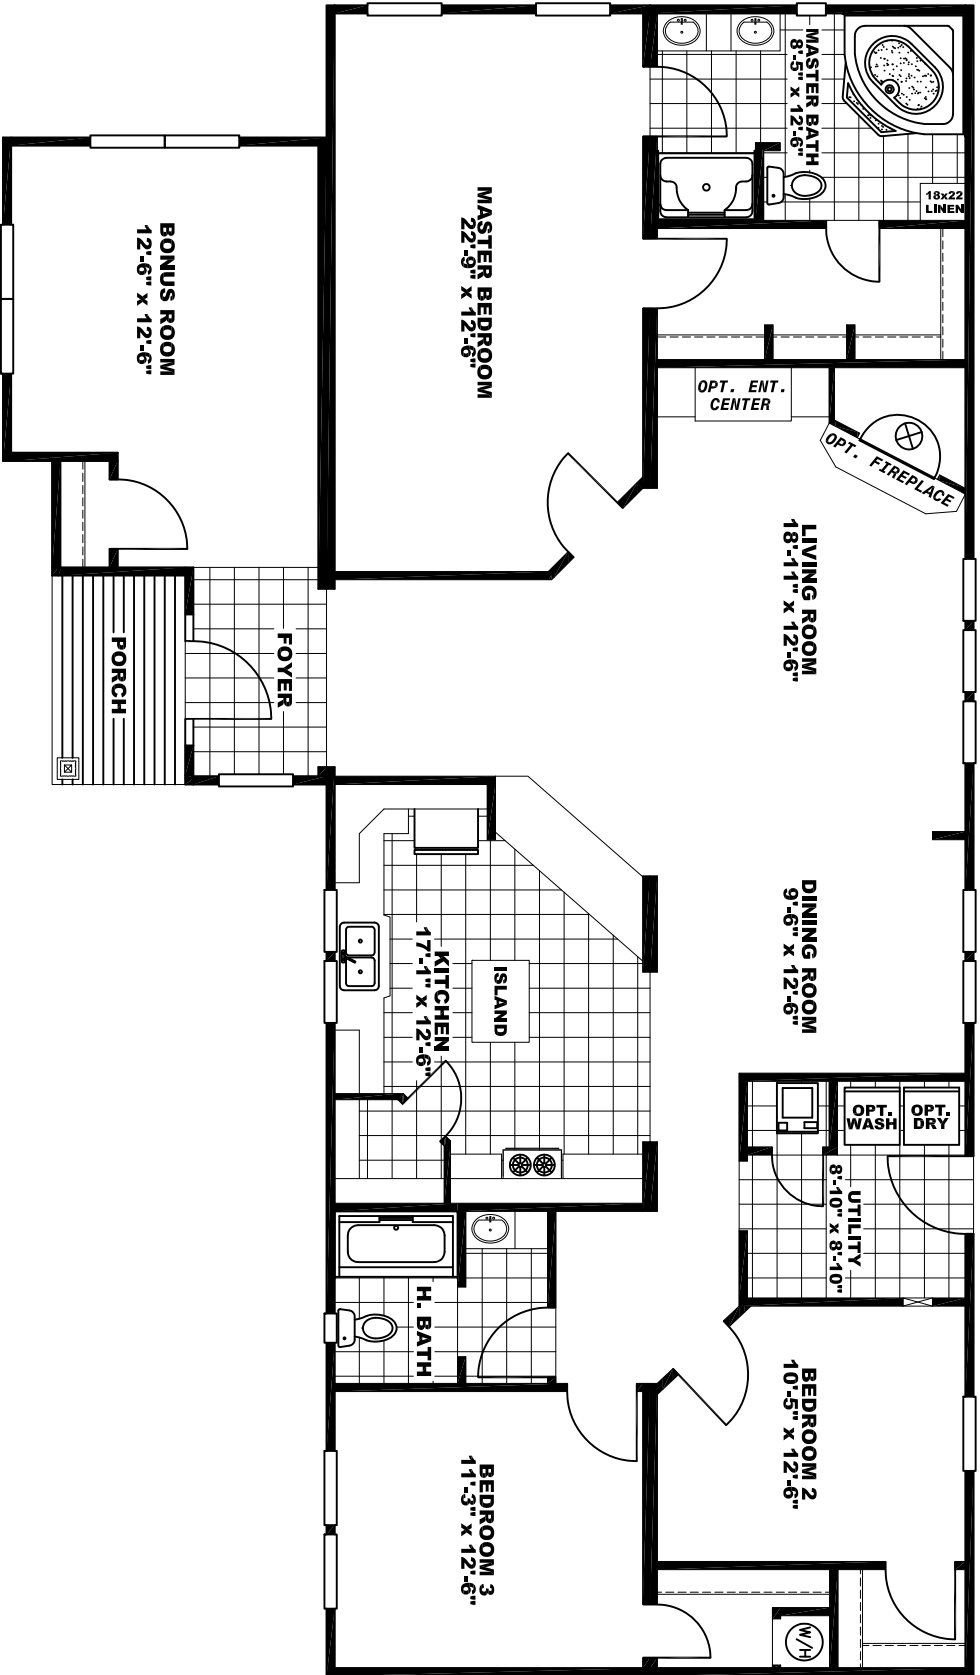 MASTER BATH
8'-5" x 12'-6"
18x22
LINEN
MASTER BEDROOM
22'-9" x 12'-6"
BONUS ROOM
12'-6" x 12'-6"
OPT. ENT.
CENTER
OPT. FIREPLACE
LIVING ROOM
18'-11" x 12'-6"
FOYER
PORCH
DINING ROOM
9'-6" x 12'-6"
KITCHEN
17'-1" x 12'-6"
ISLAND
OPT.
WASH
OPT.
DRY
UTILITY
8'-10" x 8'-10"
H. BATH
BEDROOM 2
10'-5" x 12'-6"
BEDROOM 3
11'-3" x 12'-6"
W/H